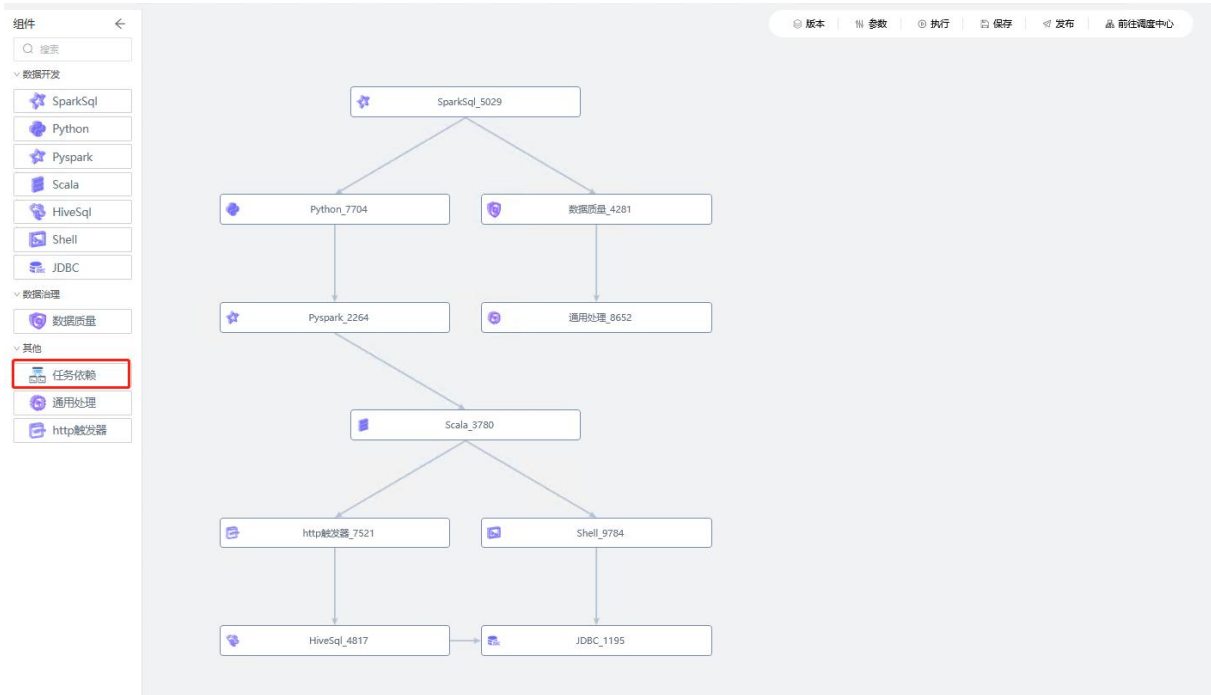 组件
搜索
数据开发
SparkSql
Python
Pyspark
Scala
HiveSql
Shell
JDBC
数据治理
数据质量
其他
任务依赖
通用处理
http触发器
版本 参数 执行 保存 发布 前往调度中心
SparkSql_5029
Python_7704 数据质量_4281
Pyspark_2264 通用处理_8652
Scala_3780
http触发器_7521 Shell_9784
HiveSql_4817 JDBC_1195